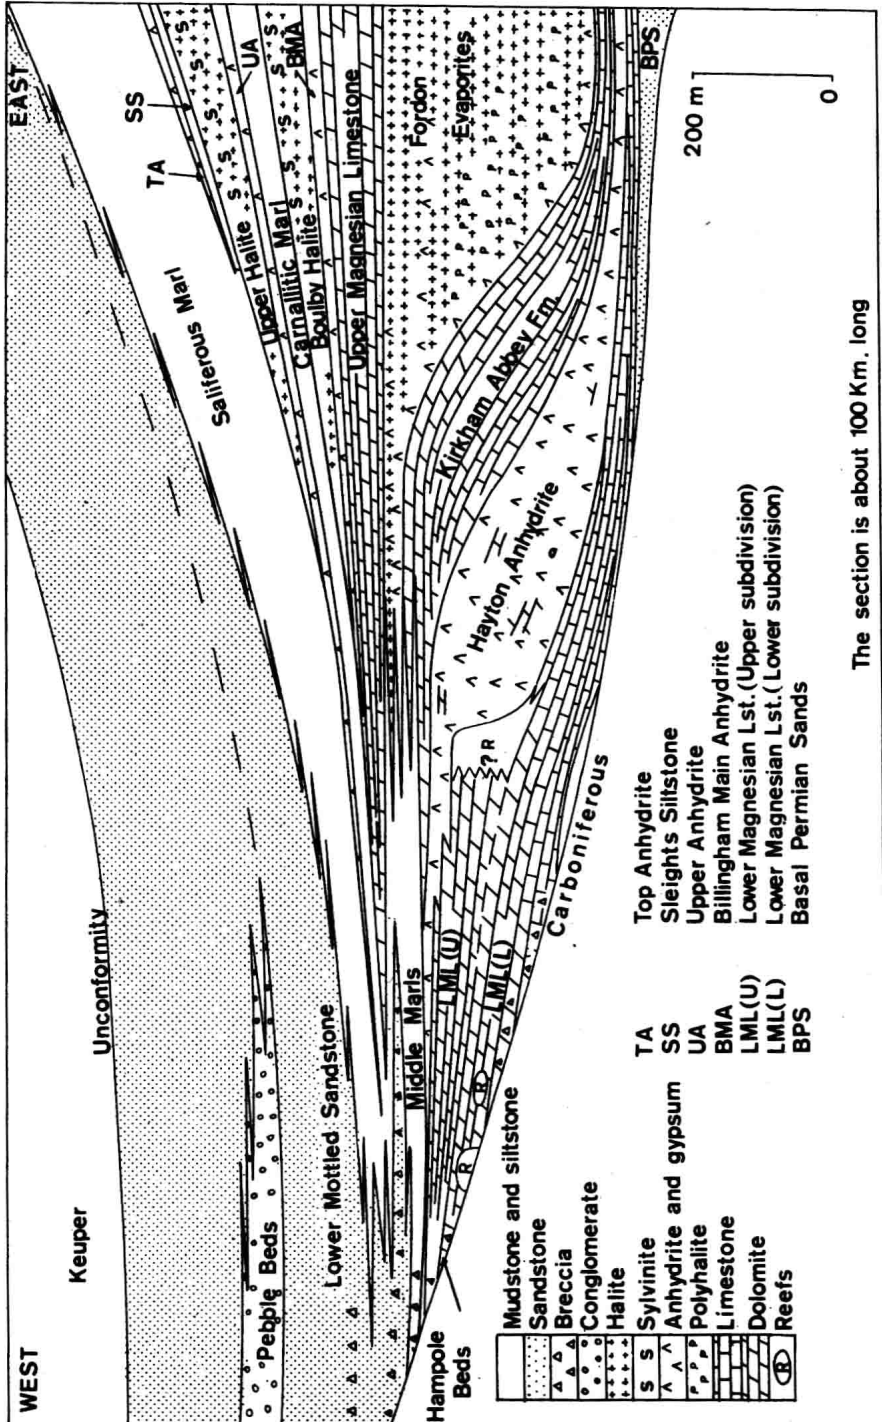 WEST
EAST
Keuper
Unconformity
Pebble Beds
Lower Mottled Sandstone
Saliferous Marl
TA
SS
Upper Halite
UA
Carnallitic Marl
Boulby Halite
BMA
Upper Magnesian Limestone
Middle Marls
Fordon
Evaporites
Kirkham Abbey Fm.
Hayton Anhydrite
LML(U)
LML(L)
? R
R
R
Hampole
Beds
Carboniferous
BPS
200 m
0
Mudstone and siltstone
Sandstone
Breccia
Conglomerate
Halite
S S Sylvinite
Anhydrite and gypsum
P P P P Polyhalite
Limestone
Dolomite
R Reefs
TA Top Anhydrite
SS Sleights Siltstone
UA Upper Anhydrite
BMA Billingham Main Anhydrite
LML(U) Lower Magnesian Lst.(Upper subdivision)
LML(L) Lower Magnesian Lst.(Lower subdivision)
BPS Basal Permian Sands
The section is about 100 Km. long